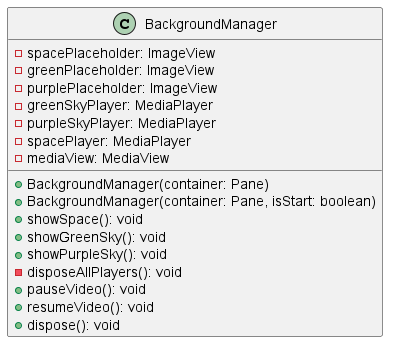 C BackgroundManager
spacePlaceholder: ImageView
greenPlaceholder: ImageView
purplePlaceholder: ImageView
greenSkyPlayer: MediaPlayer
purpleSkyPlayer: MediaPlayer
spacePlayer: MediaPlayer
mediaView: MediaView
BackgroundManager(container: Pane)
BackgroundManager(container: Pane, isStart: boolean)
showSpace(): void
showGreenSky(): void
showPurpleSky(): void
disposeAllPlayers(): void
pauseVideo(): void
resumeVideo(): void
dispose(): void